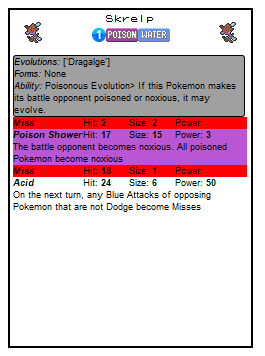 Skrelp
1 POISON WATER
Evolutions: ['Dragalge']
Forms: None
Ability: Poisonous Evolution> If this Pokemon makes
its battle opponent poisoned or noxious, it may
evolve.
Miss Hit: 2 Size: 2 Power:
Poison Shower Hit: 17 Size: 15 Power: 3
The battle opponent becomes noxious. All poisoned
Pokemon become noxious
Miss Hit: 18 Size: 1 Power:
Acid Hit: 24 Size: 6 Power: 50
On the next turn, any Blue Attacks of opposing
Pokemon that are not Dodge become Misses